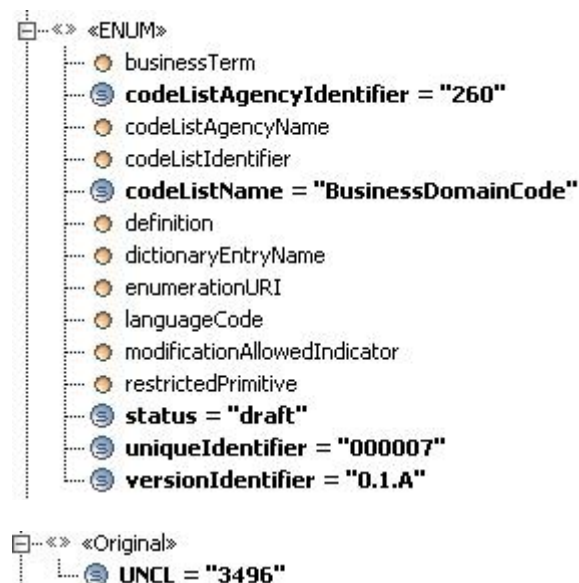 «» «ENUM»
businessTerm
codeListAgencyIdentifier = "260"
codeListAgencyName
codeListIdentifier
codeListName = "BusinessDomainCode"
definition
dictionaryEntryName
enumerationURI
languageCode
modificationAllowedIndicator
restrictedPrimitive
status = "draft"
uniqueIdentifier = "000007"
versionIdentifier = "0.1.A"
«» «Original»
UNCL = "3496"